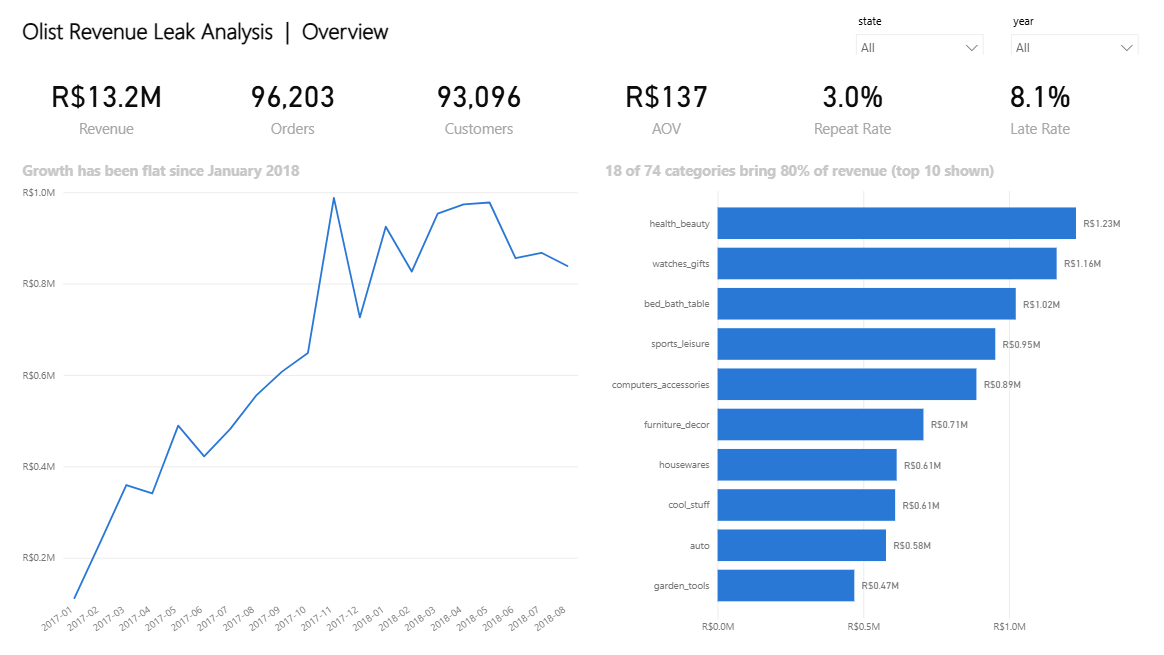 Olist Revenue Leak Analysis | Overview
state
All
year
All
R$13.2M
Revenue
96,203
Orders
93,096
Customers
R$137
AOV
3.0%
Repeat Rate
8.1%
Late Rate
Growth has been flat since January 2018
R$1.0M
R$0.8M
R$0.6M
R$0.4M
R$0.2M
2017-01
2017-02
2017-03
2017-04
2017-05
2017-06
2017-07
2017-08
2017-09
2017-10
2017-11
2017-12
2018-01
2018-02
2018-03
2018-04
2018-05
2018-06
2018-07
2018-08
18 of 74 categories bring 80% of revenue (top 10 shown)
health_beauty R$1.23M
watches_gifts R$1.16M
bed_bath_table R$1.02M
sports_leisure R$0.95M
computers_accessories R$0.89M
furniture_decor R$0.71M
housewares R$0.61M
cool_stuff R$0.61M
auto R$0.58M
garden_tools R$0.47M
R$0.0M
R$0.5M
R$1.0M